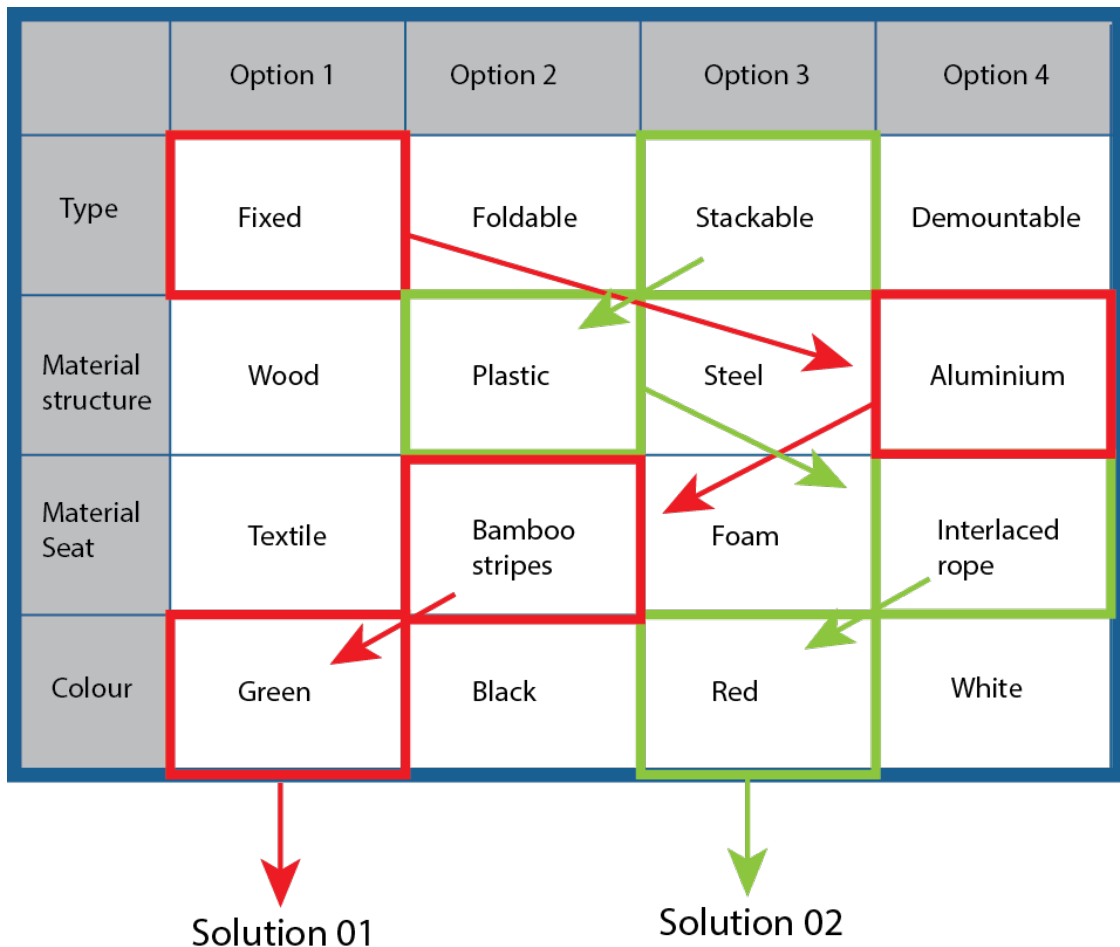 Option 1 Option 2 Option 3 Option 4
Type Fixed Foldable Stackable Demountable
Material
structure Wood Plastic Steel Aluminium
Material
Seat Textile Bamboo
stripes Foam Interlaced
rope
Colour Green Black Red White
Solution 01 Solution 02